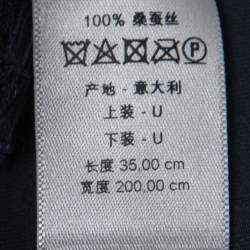 100% 桑蚕丝
P
产地 - 意大利
上装 - U
下装 - U
长度 35,00 cm
宽度 200,00 cm